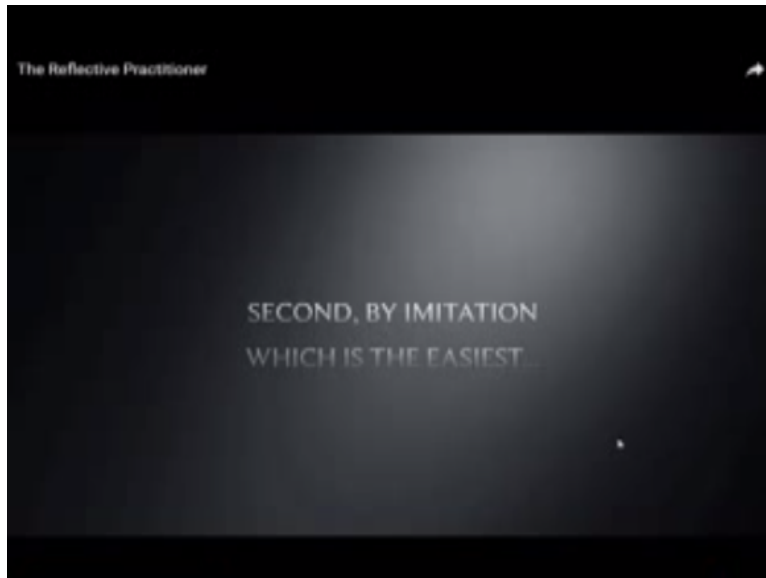 The Reflective Practitioner
SECOND, BY IMITATION
WHICH IS THE EASIEST...